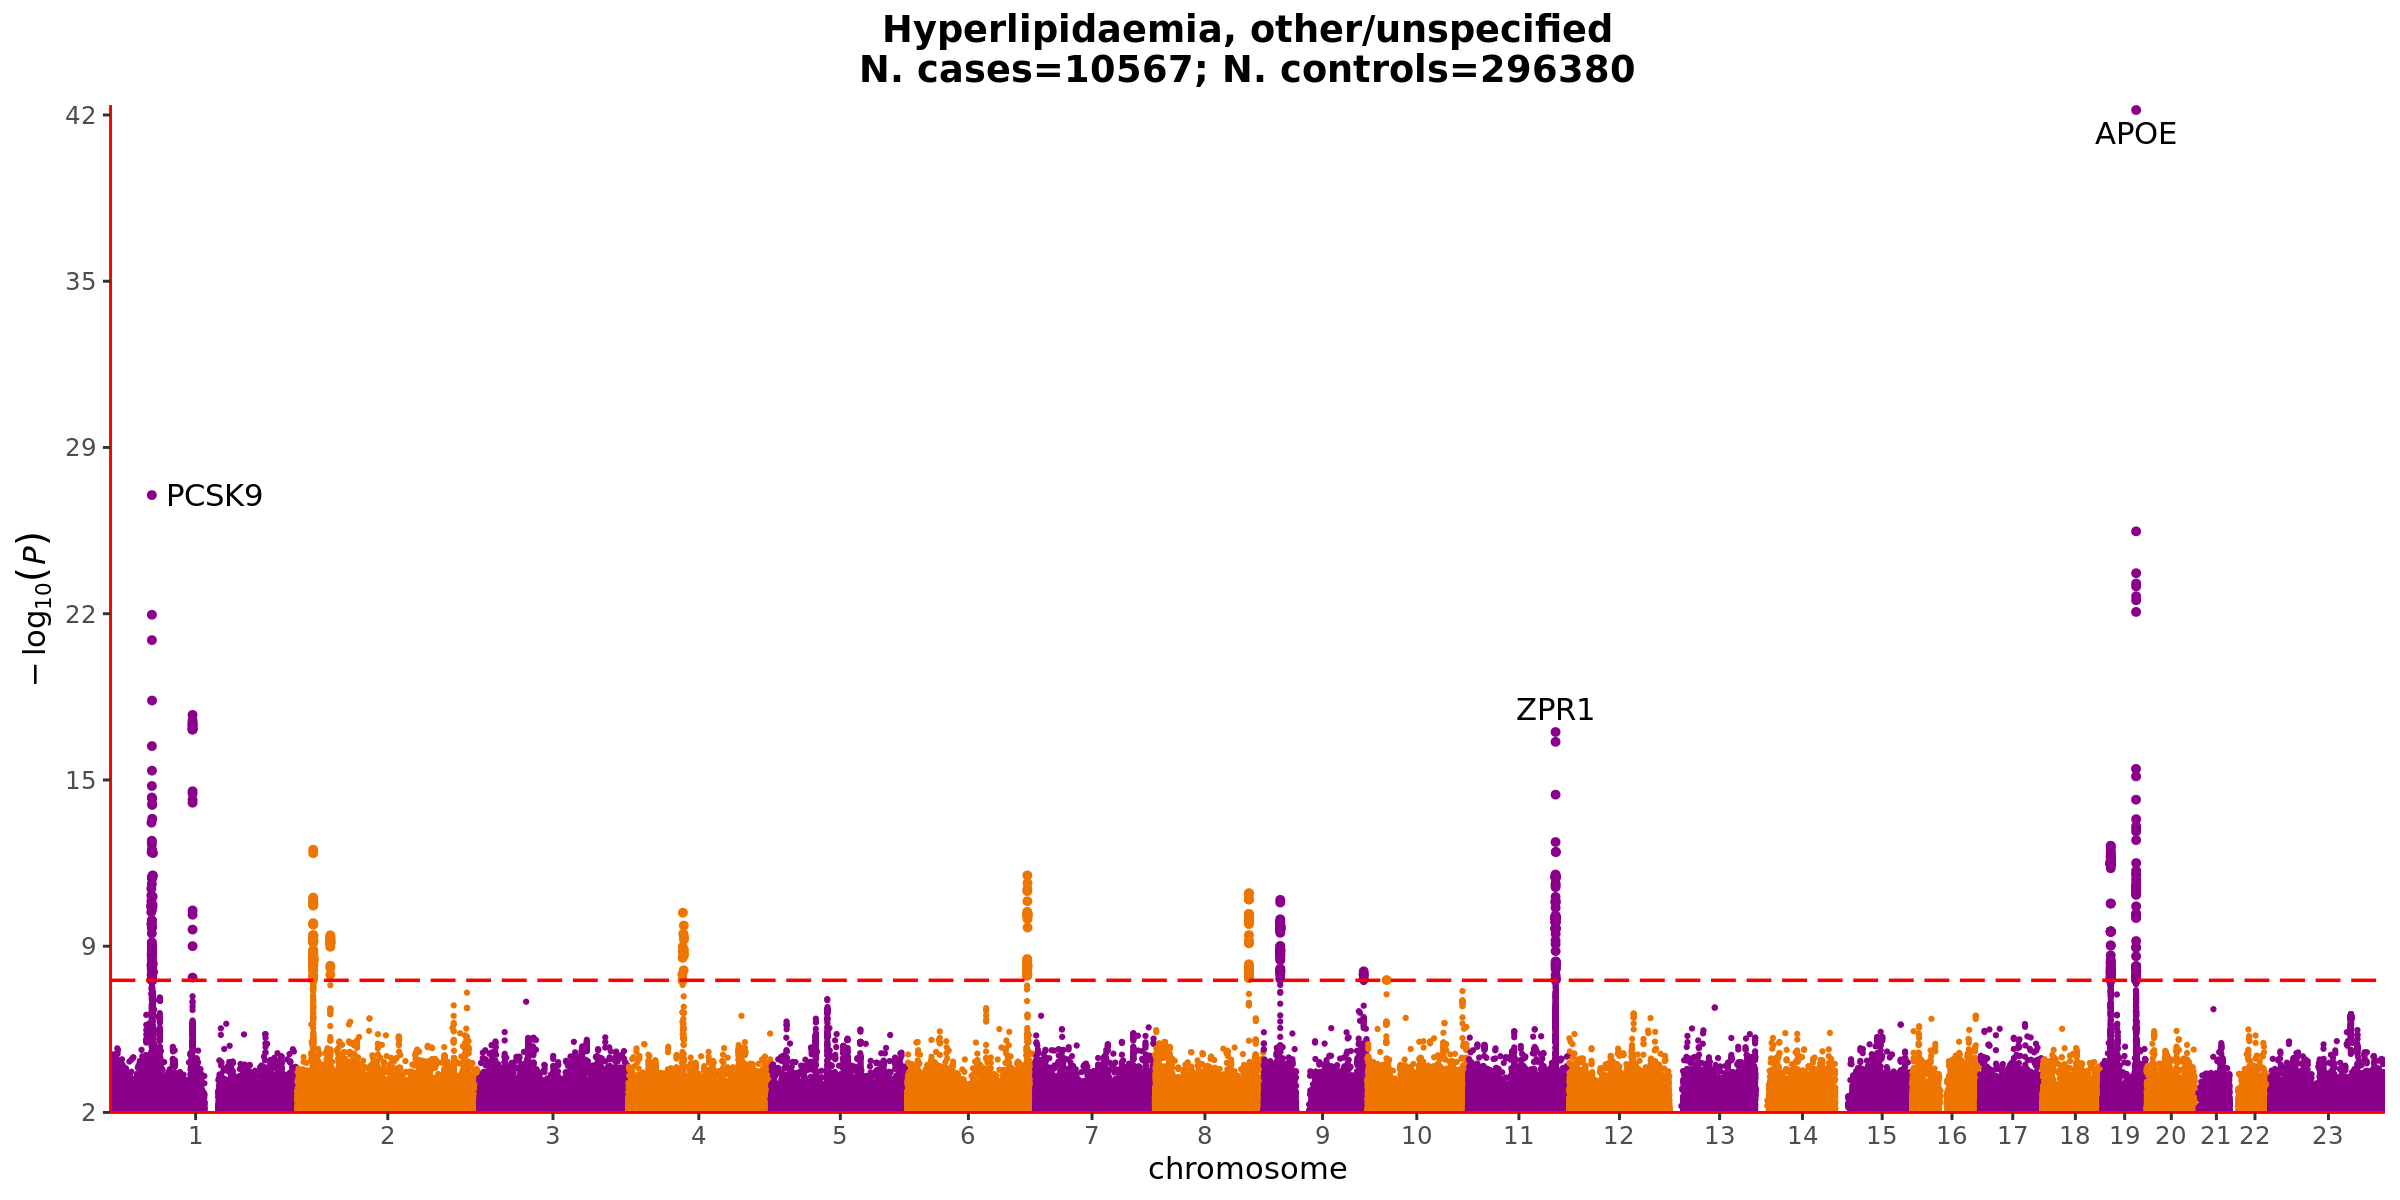 Hyperlipidaemia, other/unspecified
N. cases=10567; N. controls=296380
42
APOE
35
29
PCSK9
− log10(P)
22
ZPR1
15
9
2
1 2 3 4 5 6 7 8 9 10 11 12 13 14 15 16 17 18 19 20 21 22 23
chromosome